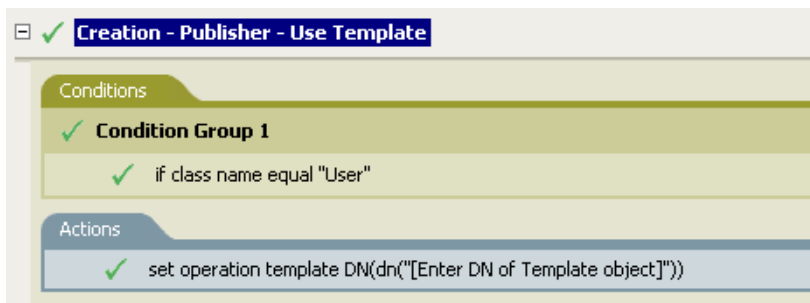 Creation - Publisher - Use Template
Conditions
Condition Group 1
if class name equal "User"
Actions
set operation template DN(dn("[Enter DN of Template object]"))